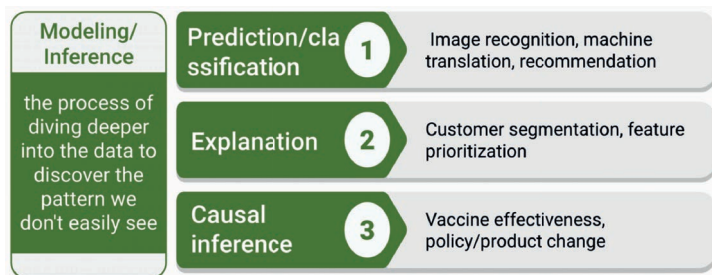 Modeling/
Inference
the process of
diving deeper
into the data to
discover the
pattern we
don't easily see
Prediction/cla
ssification
1
Image recognition, machine
translation, recommendation
Explanation
2
Customer segmentation, feature
prioritization
Causal
inference
3
Vaccine effectiveness,
policy/product change